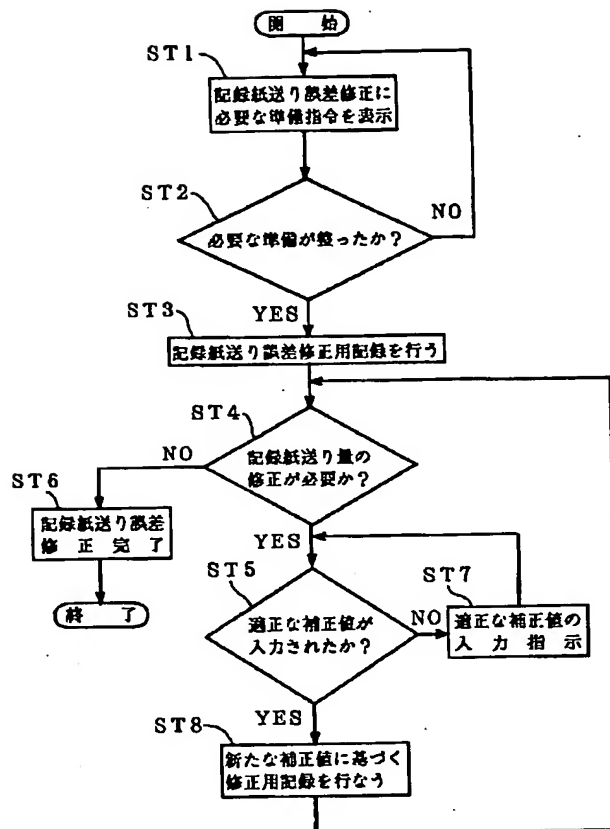 開 始
ST1
記録紙送り誤差修正に
必要な準備指令を表示
ST2
必要な準備が整ったか?
NO
YES
ST3
記録紙送り誤差修正用記録を行う
ST4
記録紙送り量の
修正が必要か?
NO
ST6
記録紙送り誤差
修 正 完 了
終 了
YES
ST5
適正な補正値が
入力されたか?
NO
ST7
適正な補正値の
入 力 指 示
YES
ST8
新たな補正値に基づく
修正用記録を行なう